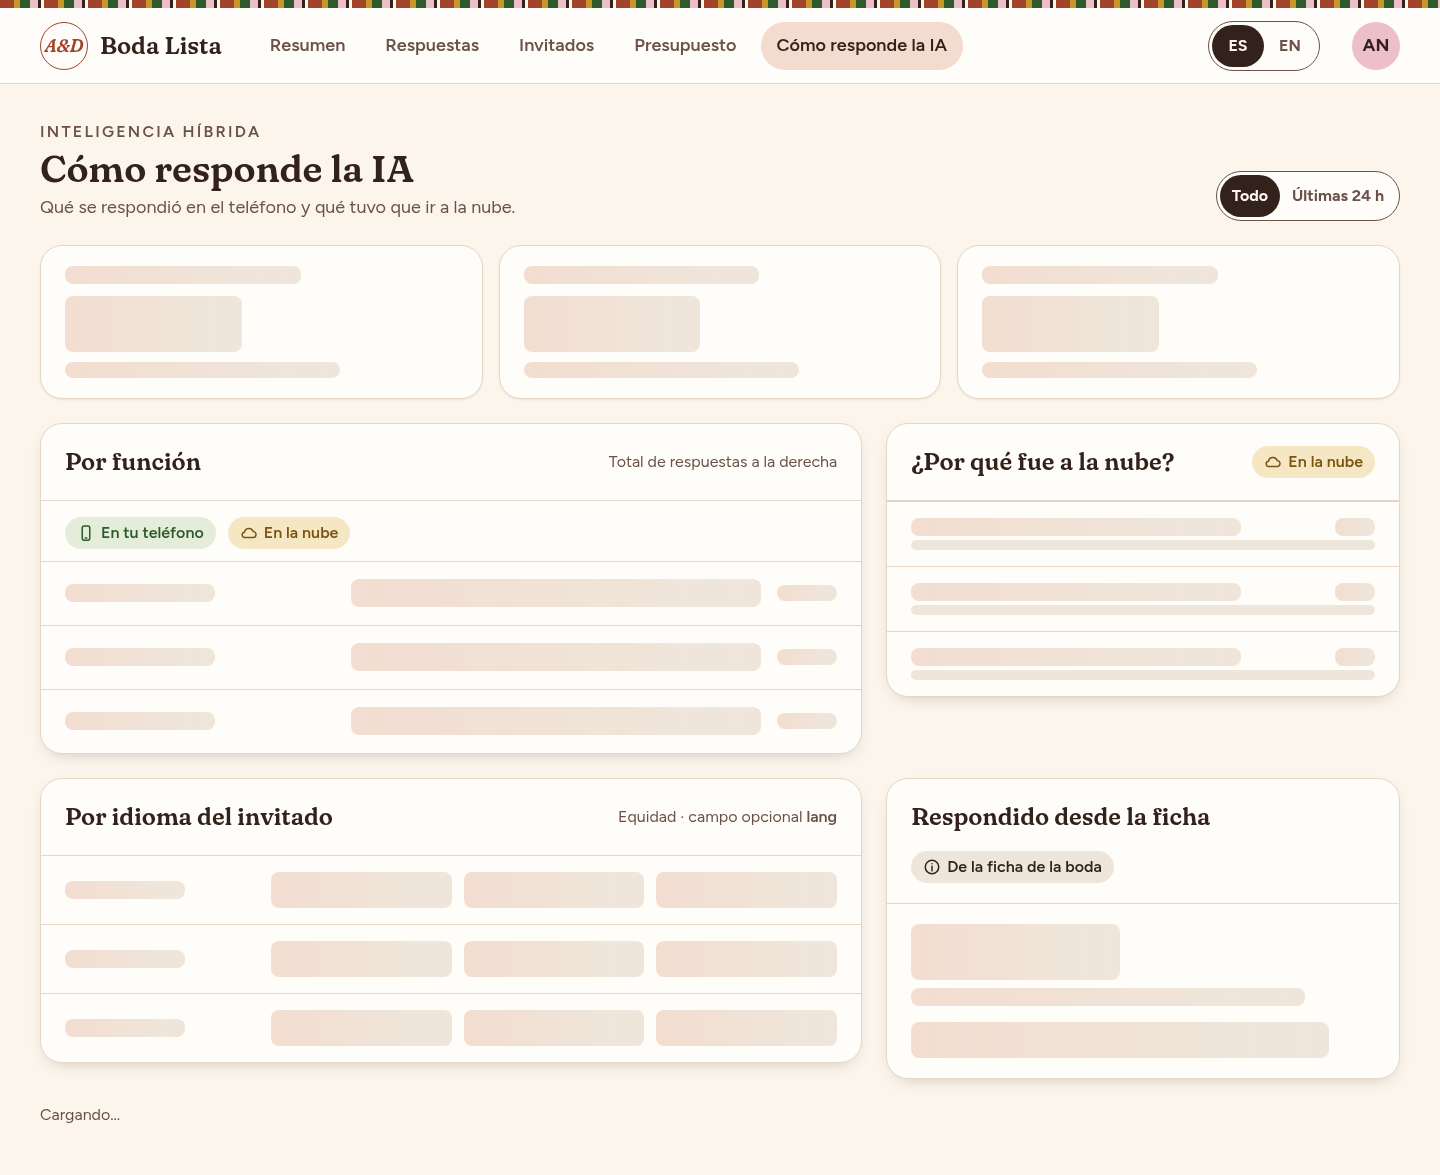 A&D Boda Lista Resumen Respuestas Invitados Presupuesto Cómo responde la IA ES EN AN
INTELIGENCIA HÍBRIDA
Cómo responde la IA
Qué se respondió en el teléfono y qué tuvo que ir a la nube.
Todo Últimas 24 h
Por función Total de respuestas a la derecha
En tu teléfono En la nube
¿Por qué fue a la nube? En la nube
Por idioma del invitado Equidad · campo opcional lang
Respondido desde la ficha
De la ficha de la boda
Cargando…